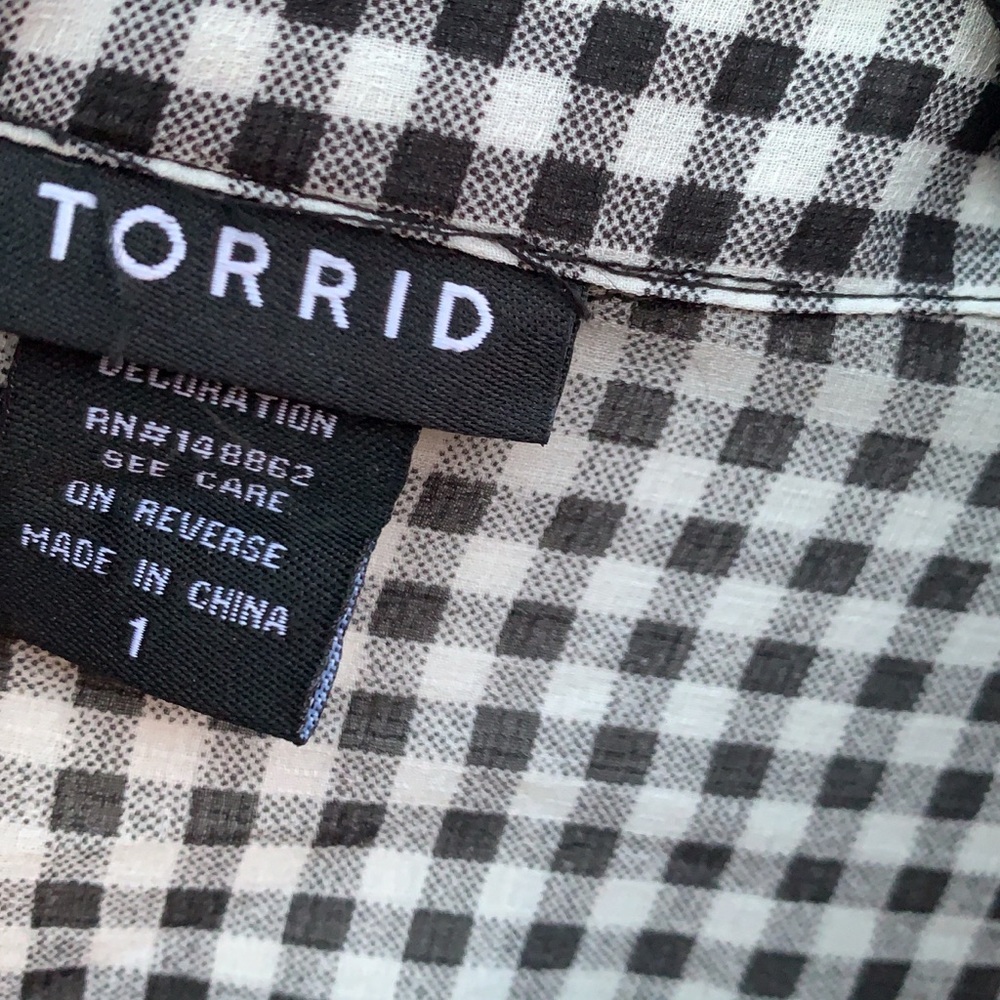 TORRID
DECORATION
RN#148862
SEE CARE
ON REVERSE
MADE IN CHINA
1